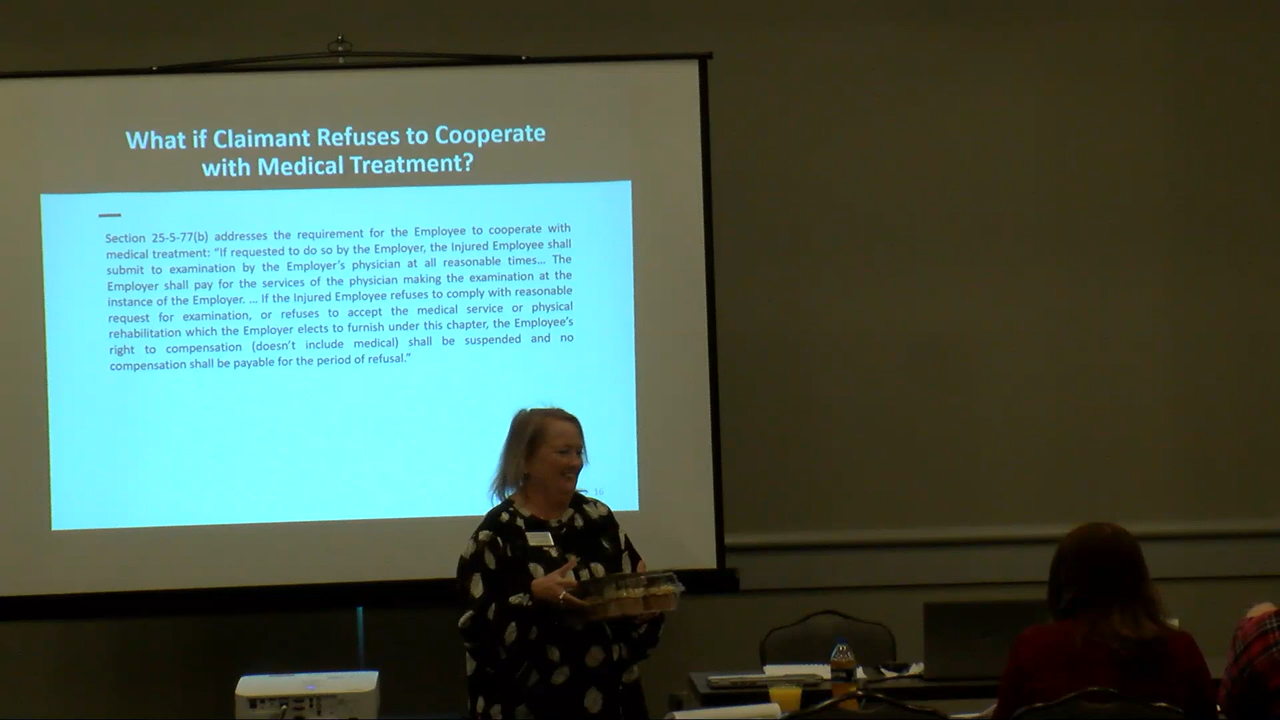 What if Claimant Refuses to Cooperate
with Medical Treatment?
Section 25-5-77(b) addresses the requirement for the Employee to cooperate with
medical treatment: “If requested to do so by the Employer, the Injured Employee shall
submit to examination by the Employer’s physician at all reasonable times... The
Employer shall pay for the services of the physician making the examination at the
instance of the Employer. ... If the Injured Employee refuses to comply with reasonable
request for examination, or refuses to accept the medical service or physical
rehabilitation which the Employer elects to furnish under this chapter, the Employee’s
right to compensation (doesn’t include medical) shall be suspended and no
compensation shall be payable for the period of refusal.”
16